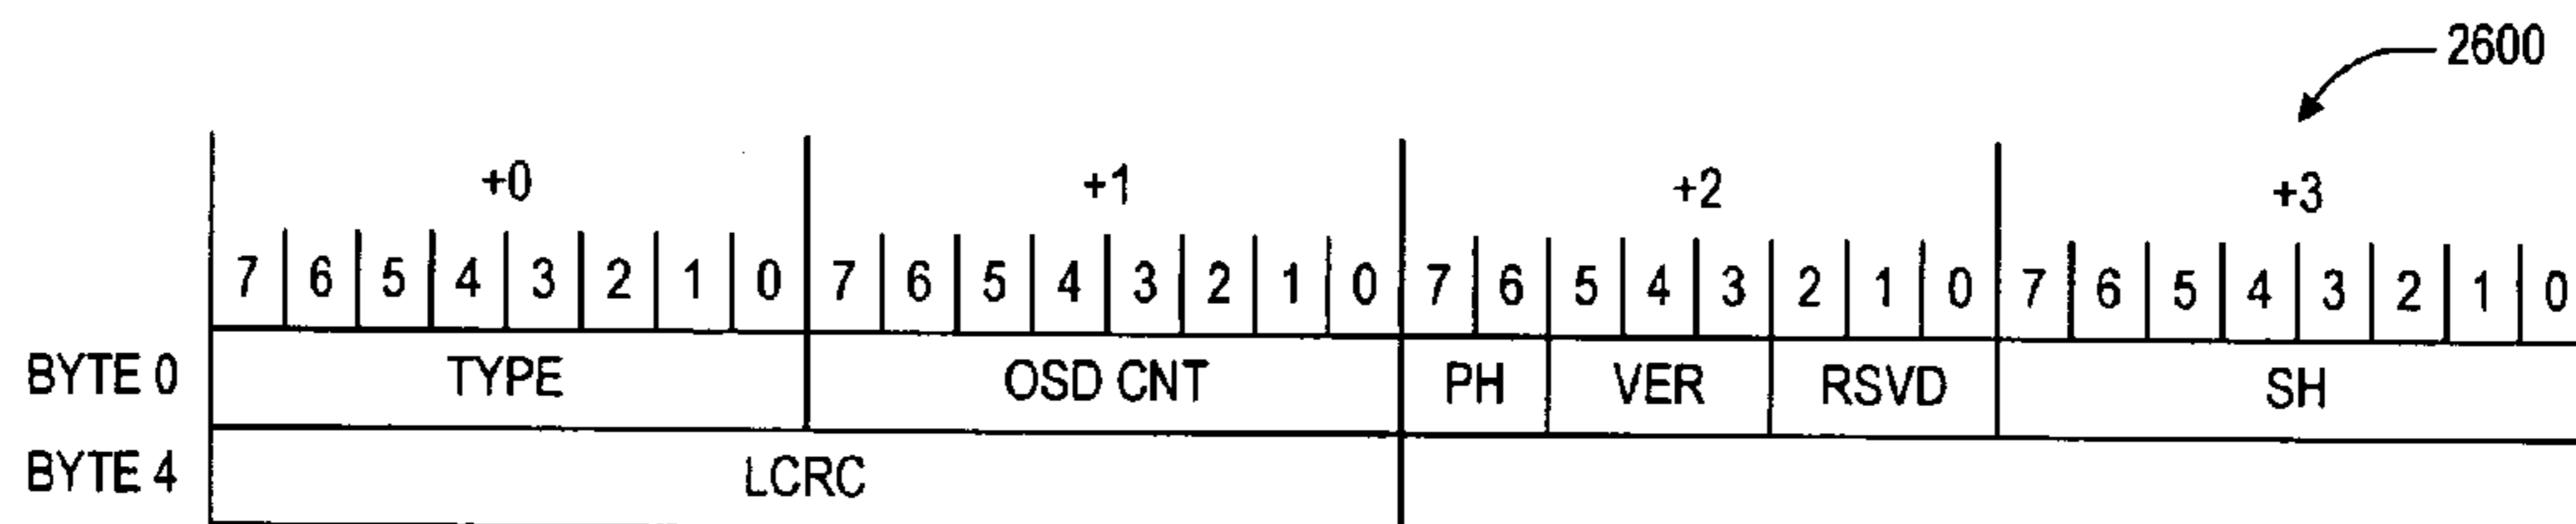 2600
+0 +1 +2 +3
7 6 5 4 3 2 1 0 7 6 5 4 3 2 1 0 7 6 5 4 3 2 1 0 7 6 5 4 3 2 1 0
BYTE 0 TYPE OSD CNT PH VER RSVD SH
BYTE 4 LCRC